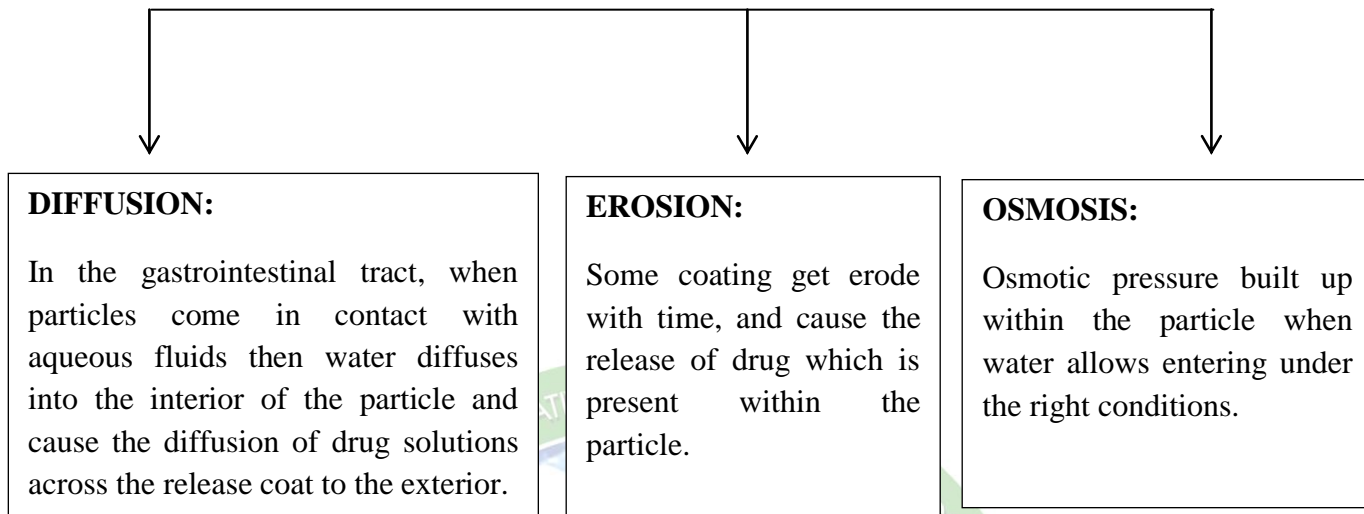 DIFFUSION:
In the gastrointestinal tract, when
particles come in contact with
aqueous fluids then water diffuses
into the interior of the particle and
cause the diffusion of drug solutions
across the release coat to the exterior.
EROSION:
Some coating get erode
with time, and cause the
release of drug which is
present within the
particle.
OSMOSIS:
Osmotic pressure built up
within the particle when
water allows entering under
the right conditions.